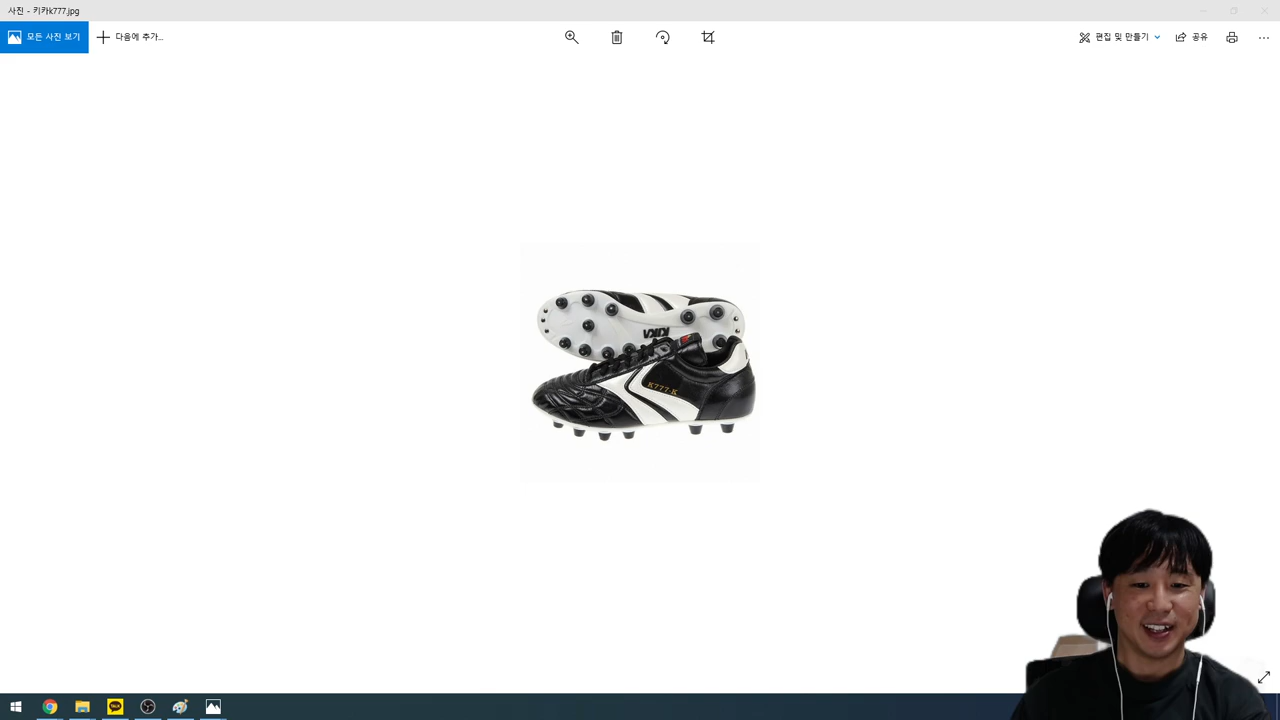 사진 - 키카k777.jpg
모든 사진 보기
다음에 추가...
편집 및 만들기
공유
KIKA
K777-K
TALK